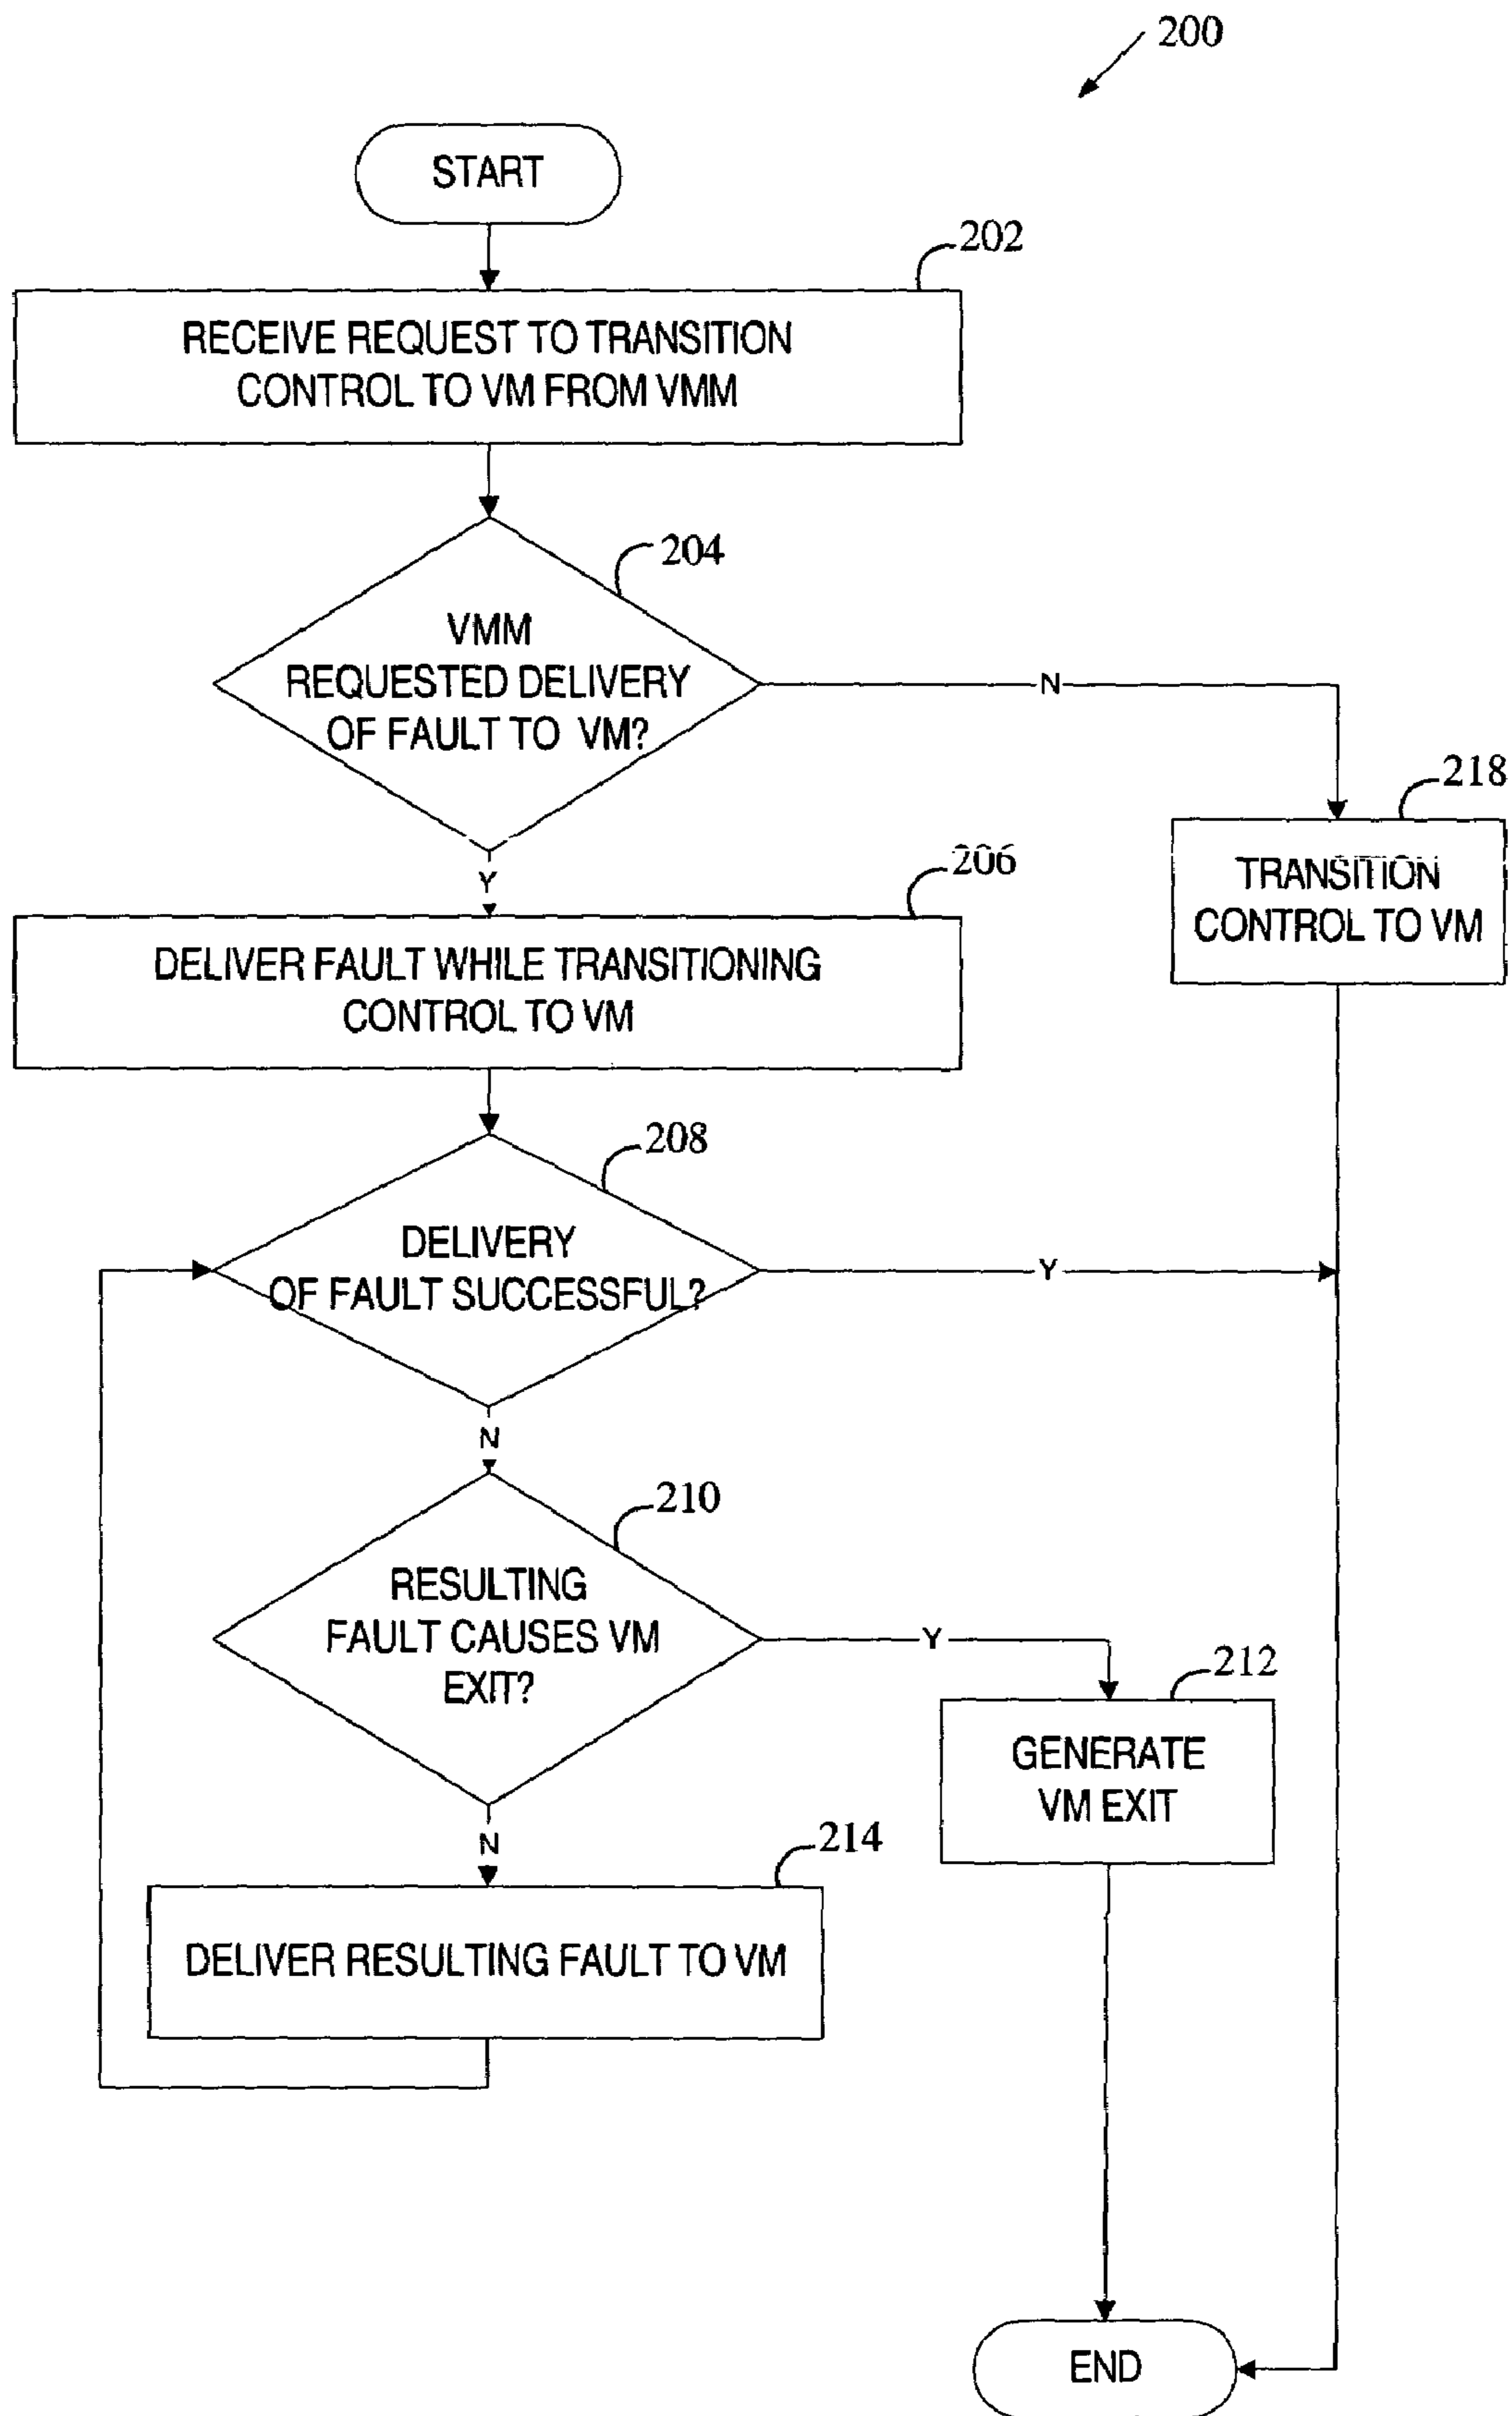 200
START
202
RECEIVE REQUEST TO TRANSITION
CONTROL TO VM FROM VMM
204
VMM
REQUESTED DELIVERY
OF FAULT TO VM?
N
218
TRANSITION
CONTROL TO VM
Y
206
DELIVER FAULT WHILE TRANSITIONING
CONTROL TO VM
208
DELIVERY
OF FAULT SUCCESSFUL?
Y
N
210
RESULTING
FAULT CAUSES VM
EXIT?
Y
212
GENERATE
VM EXIT
N
214
DELIVER RESULTING FAULT TO VM
END